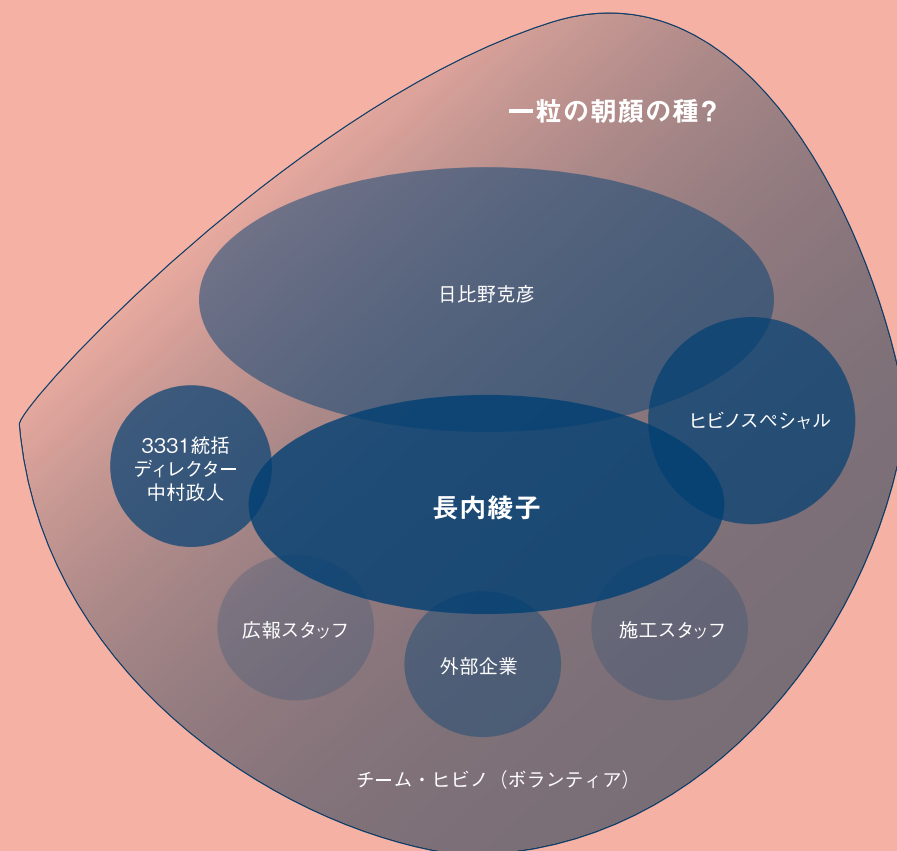 一粒の朝顔の種?
日比野克彦
ヒビノスペシャル
3331統括
ディレクター
中村政人
長内綾子
広報スタッフ
外部企業
施工スタッフ
チーム・ヒビノ（ボランティア）